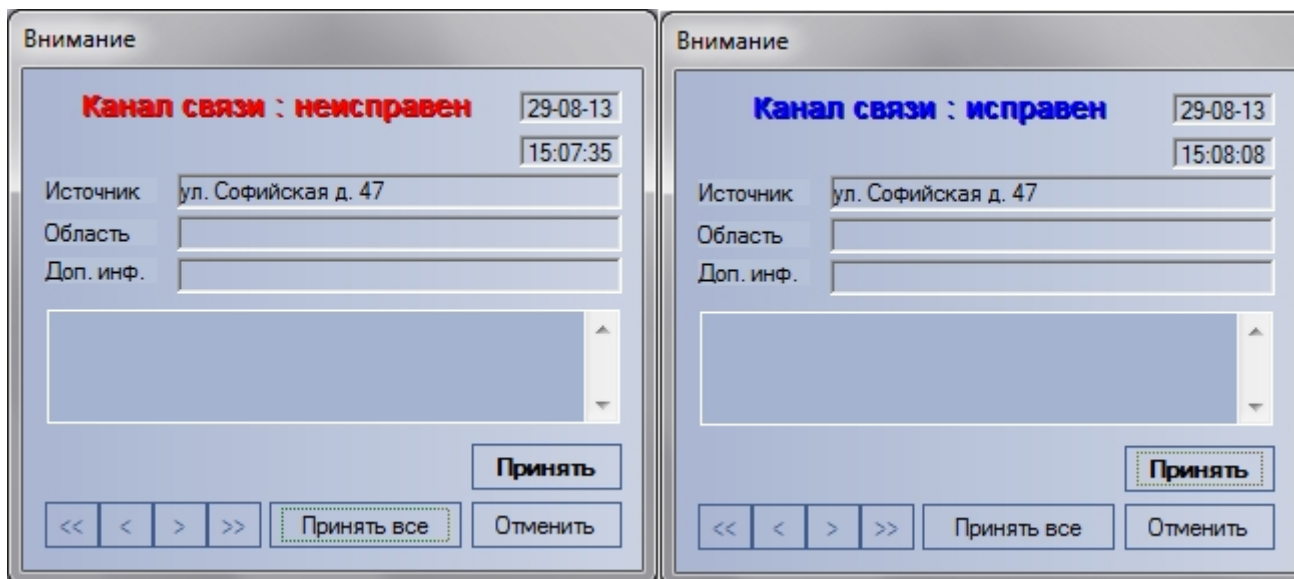 Внимание
Канал связи : неисправен
29-08-13
15:07:35
Источник ул. Софийская д. 47
Область
Доп. инф.
Принять
<< < > >> Принять все Отменить
Внимание
Канал связи : исправен
29-08-13
15:08:08
Источник ул. Софийская д. 47
Область
Доп. инф.
Принять
<< < > >> Принять все Отменить